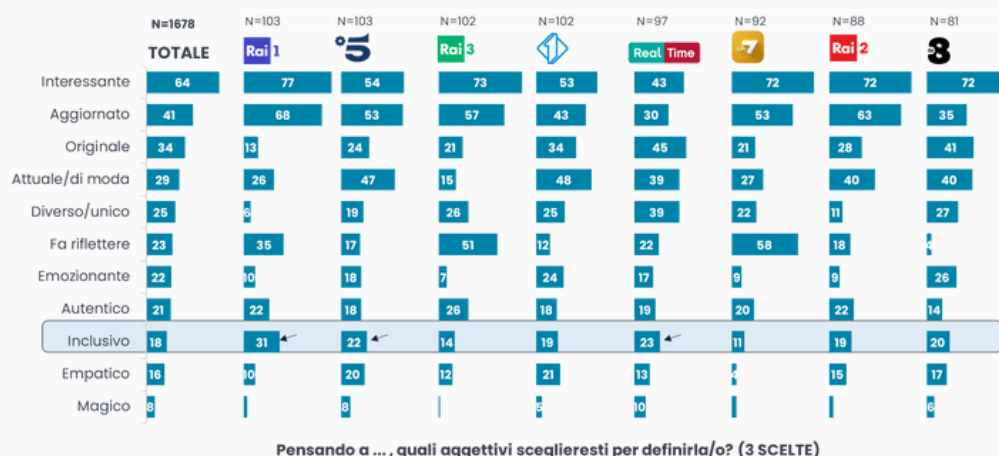 N=1678 N=103 N=103 N=102 N=102 N=97 N=92 N=88 N=81
TOTALE Rai 1 5 Rai 3 1 Real Time 7 Rai 2 8
Interessante 64 77 54 73 53 43 72 72 72
Aggiornato 41 68 53 57 43 30 53 63 35
Originale 34 13 24 21 34 45 21 28 41
Attuale/di moda 29 26 47 15 48 39 27 40 40
Diverso/unico 25 6 19 26 25 39 22 11 27
Fa riflettere 23 35 17 51 12 22 58 18 4
Emozionante 22 10 18 7 24 17 9 9 26
Autentico 21 22 18 26 18 19 20 22 14
Inclusivo 18 31 22 14 19 23 11 19 20
Empatico 16 10 20 12 21 13 4 15 17
Magico 8 8 5 10 6
Pensando a ... , quali aggettivi sceglieresti per definirla/o? (3 SCELTE)